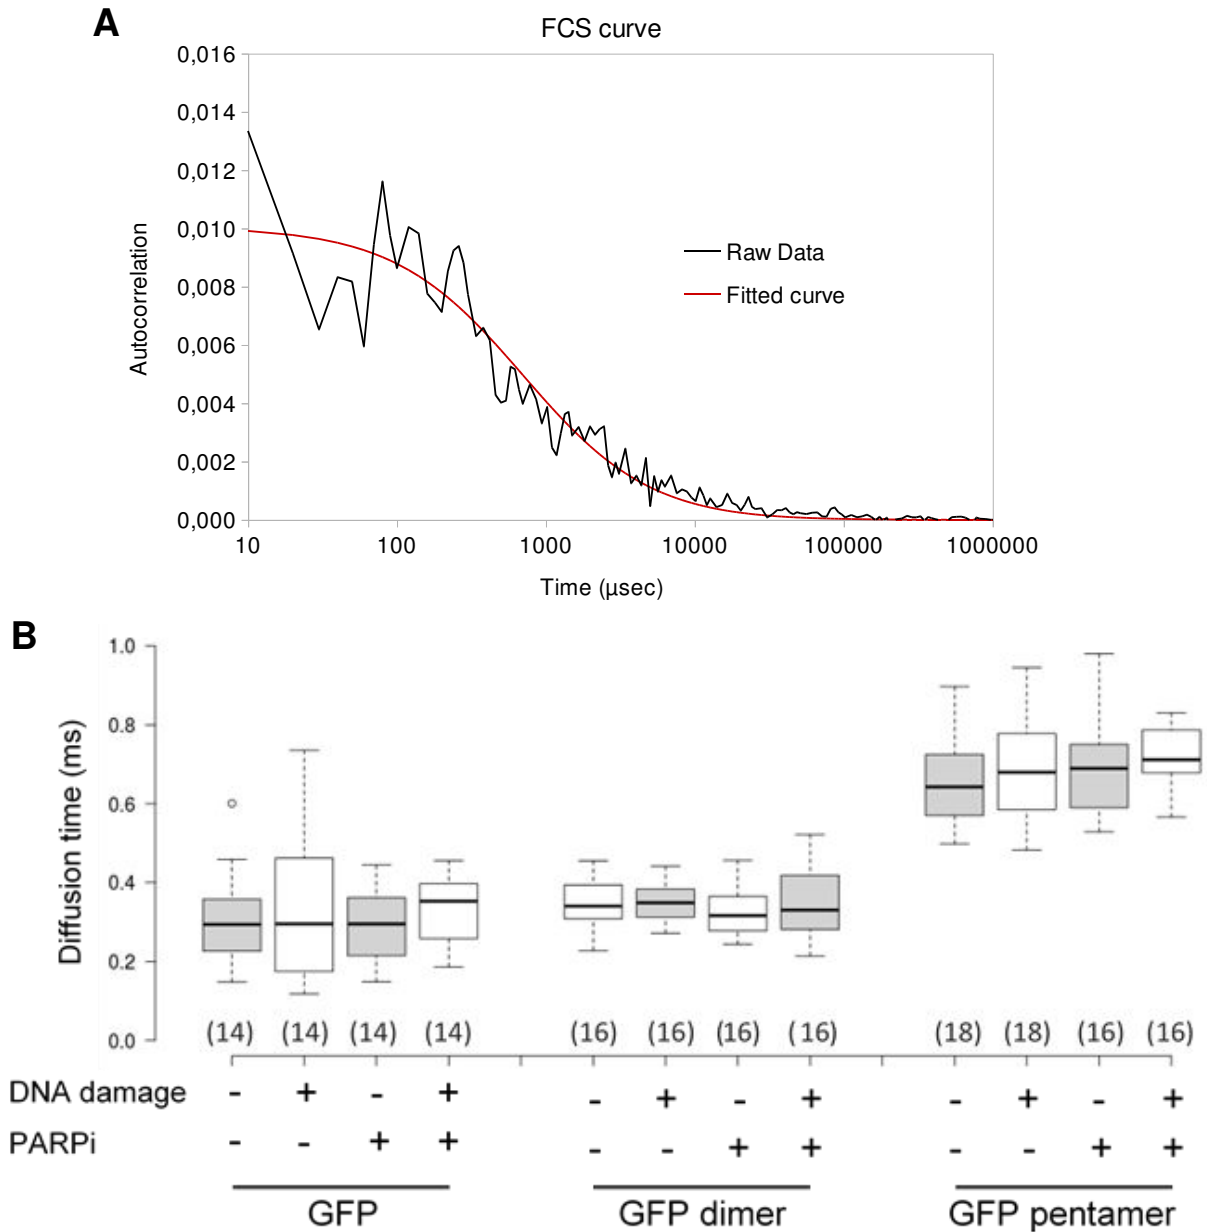 A
FCS curve
0,016
0,014
0,012
0,010
0,008
0,006
0,004
0,002
0,000
Autocorrelation
Raw Data
Fitted curve
10 100 1000 10000 100000 1000000
Time (µsec)
B
1.0
0.8
0.6
0.4
0.2
0.0
Diffusion time (ms)
(14) (14) (14) (14) (16) (16) (16) (16) (18) (18) (16) (16)
DNA damage - + - + - + - + - + - +
PARPi - - + + - - + + - - + +
GFP GFP dimer GFP pentamer